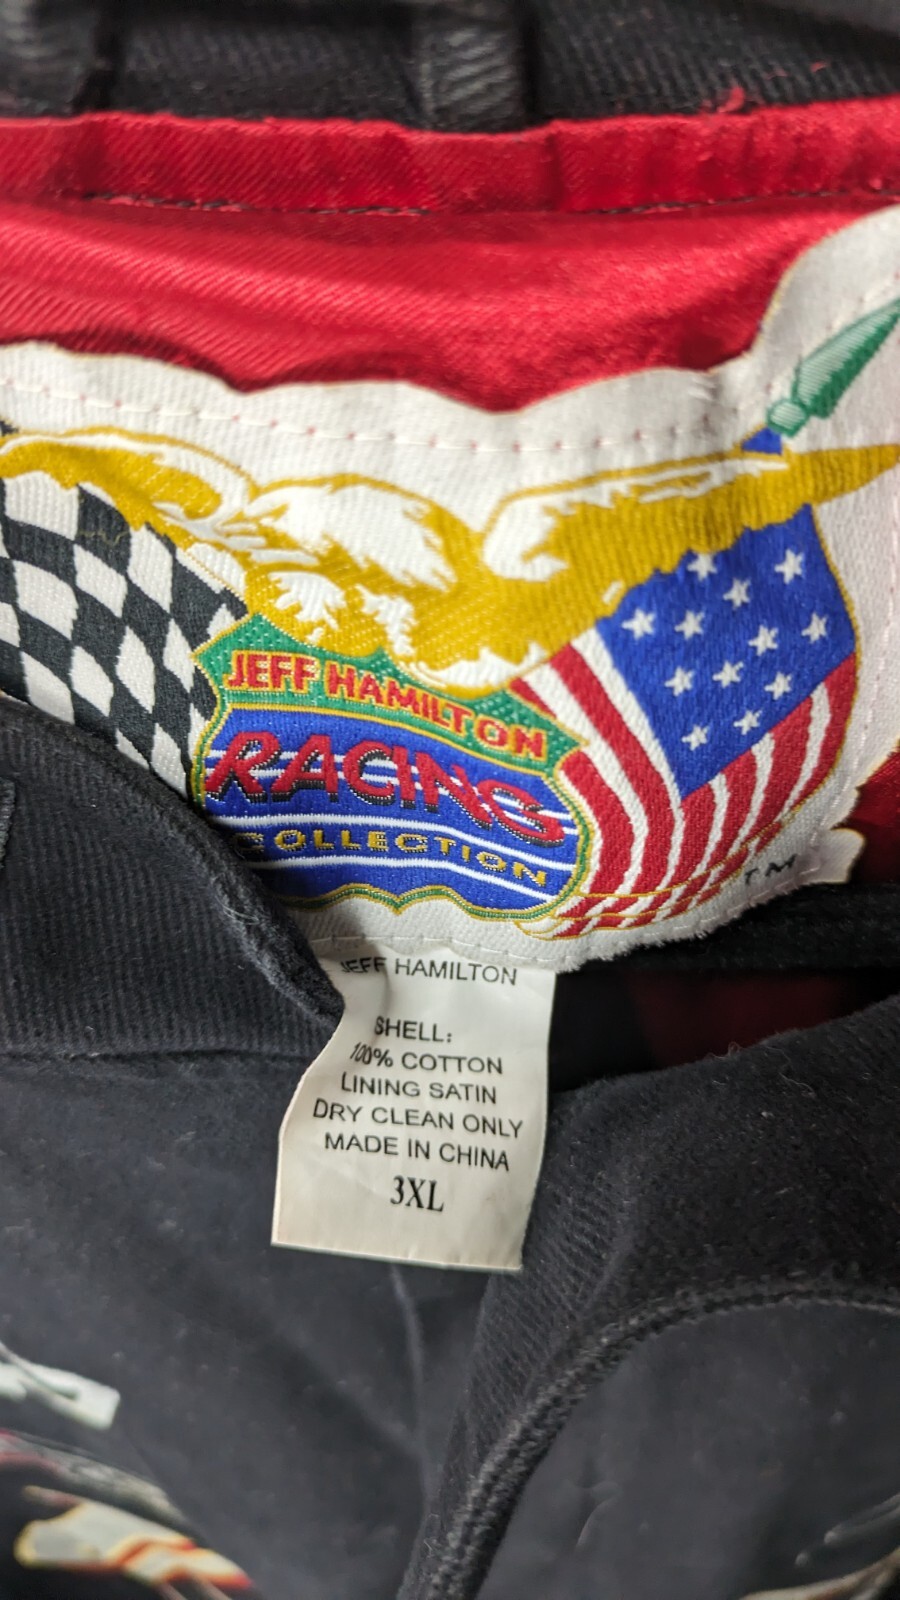 JEFF HAMILTON
RACING
COLLECTION
TM
JEFF HAMILTON
SHELL:
100% COTTON
LINING SATIN
DRY CLEAN ONLY
MADE IN CHINA
3XL